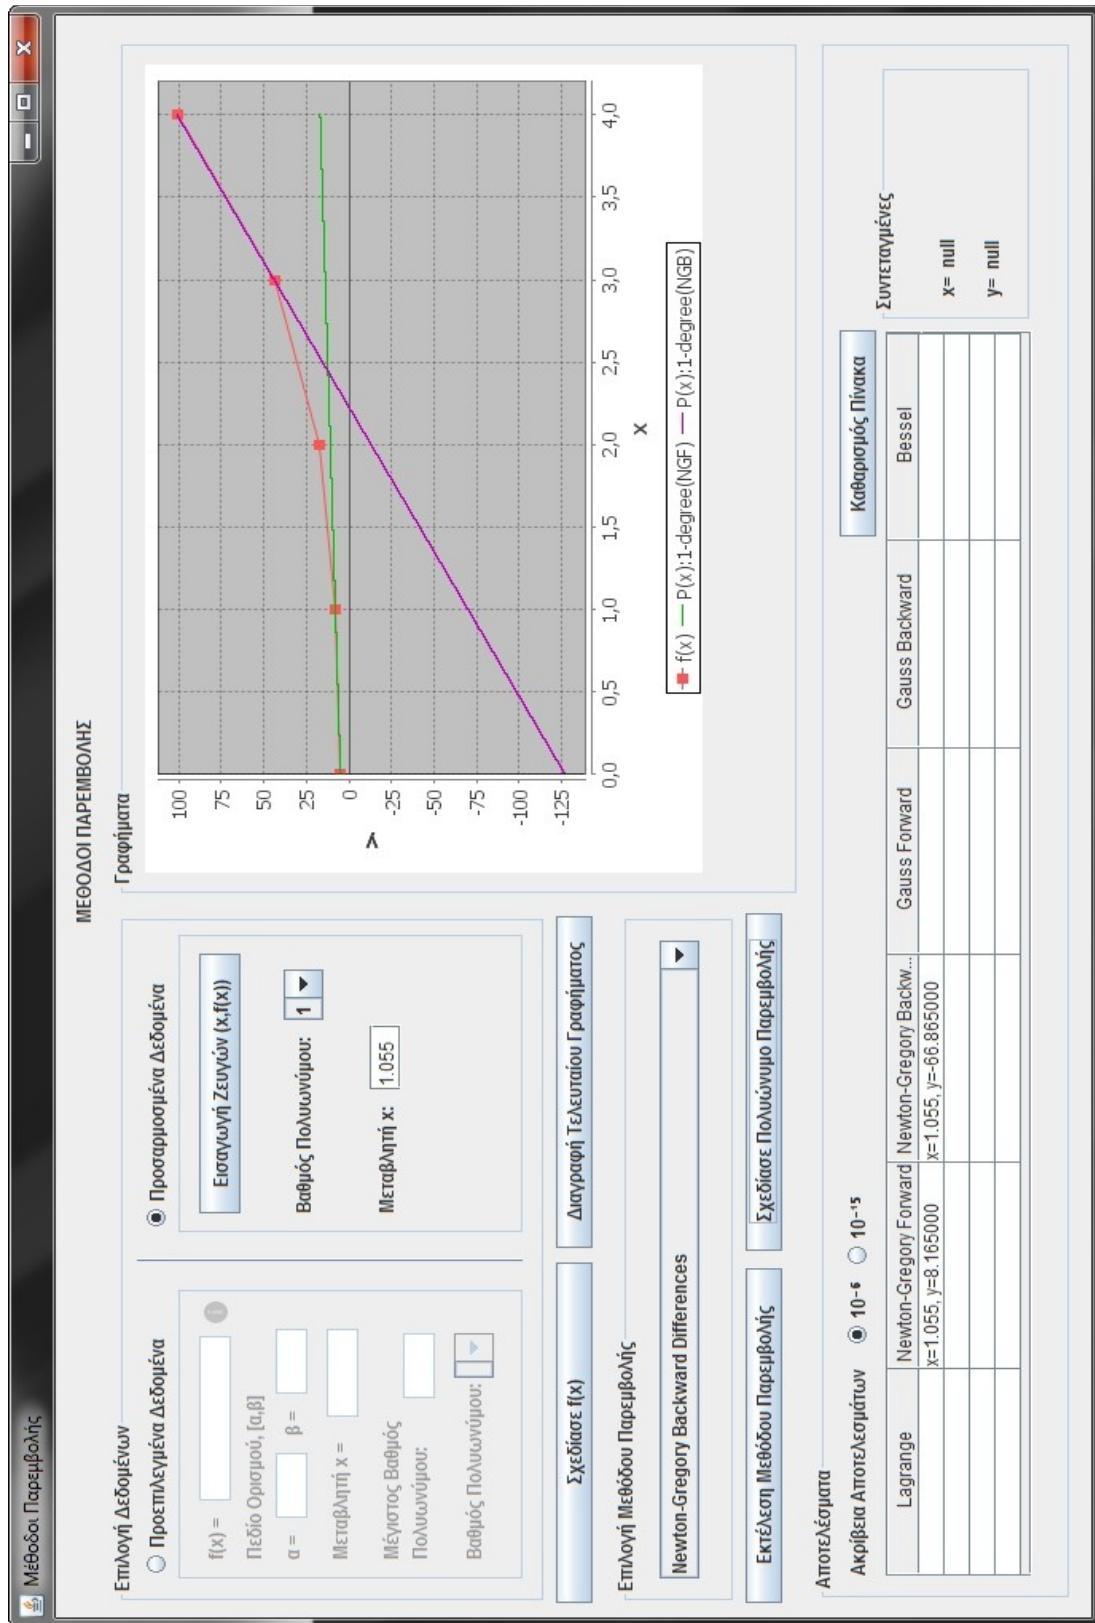 Μέθοδοι Παρεμβολής
ΜΕΘΟΔΟΙ ΠΑΡΕΜΒΟΛΗΣ
Επιλογή Δεδομένων
Προεπιλεγμένα Δεδομένα
Προσαρμοσμένα Δεδομένα
f(x) =
i
Πεδίο Ορισμού, [α,β]
α =
β =
Μεταβλητή x =
Μέγιστος Βαθμός
Πολυωνύμου:
Βαθμός Πολυωνύμου:
Εισαγωγή Ζευγών (x,f(x))
Βαθμός Πολυωνύμου: 1
Μεταβλητή x: 1.055
Σχεδίασε f(x)
Διαγραφή Τελευταίου Γραφήματος
Επιλογή Μεθόδου Παρεμβολής
Newton-Gregory Backward Differences
Εκτέλεση Μεθόδου Παρεμβολής
Σχεδίασε Πολυώνυμο Παρεμβολής
Γραφήματα
Y
100
75
50
25
0
-25
-50
-75
-100
-125
0,0 0,5 1,0 1,5 2,0 2,5 3,0 3,5 4,0
X
f(x) P(x):1-degree(NGF) P(x):1-degree(NGB)
Αποτελέσματα
Ακρίβεια Αποτελεσμάτων 10⁻⁶ 10⁻¹⁵
Καθαρισμός Πίνακα
Lagrange Newton-Gregory Forward Newton-Gregory Backw... Gauss Forward Gauss Backward Bessel
x=1.055, y=8.165000 x=1.055, y=-66.865000
Συντεταγμένες
x= null
y= null